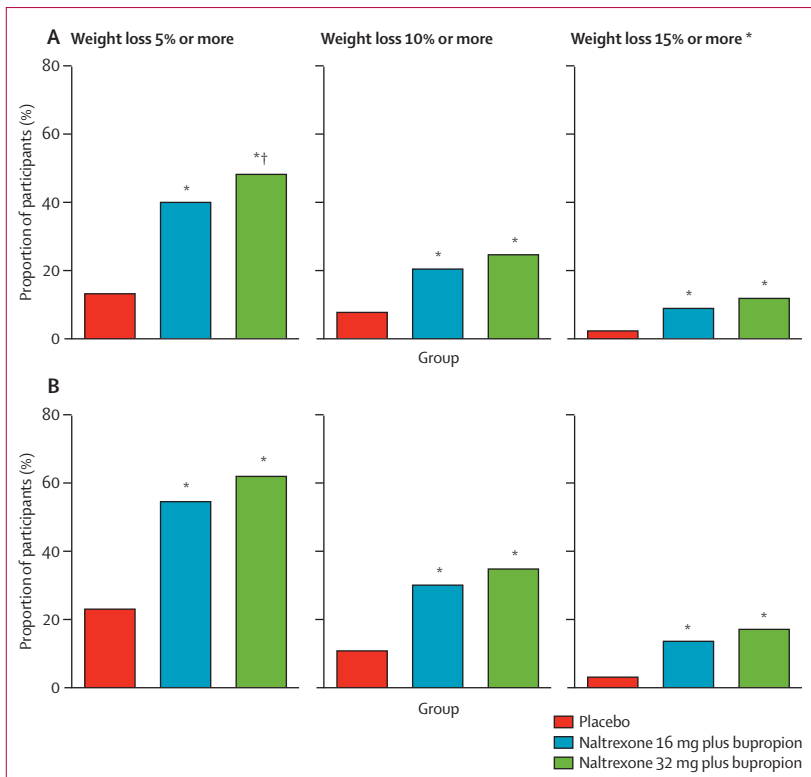 A
Weight loss 5% or more
Weight loss 10% or more
Weight loss 15% or more *
Proportion of participants (%)
80
60
40
20
0
*
*†
*
*
*
*
Group
B
Proportion of participants (%)
80
60
40
20
0
*
*
*
*
*
*
Group
Placebo
Naltrexone 16 mg plus bupropion
Naltrexone 32 mg plus bupropion